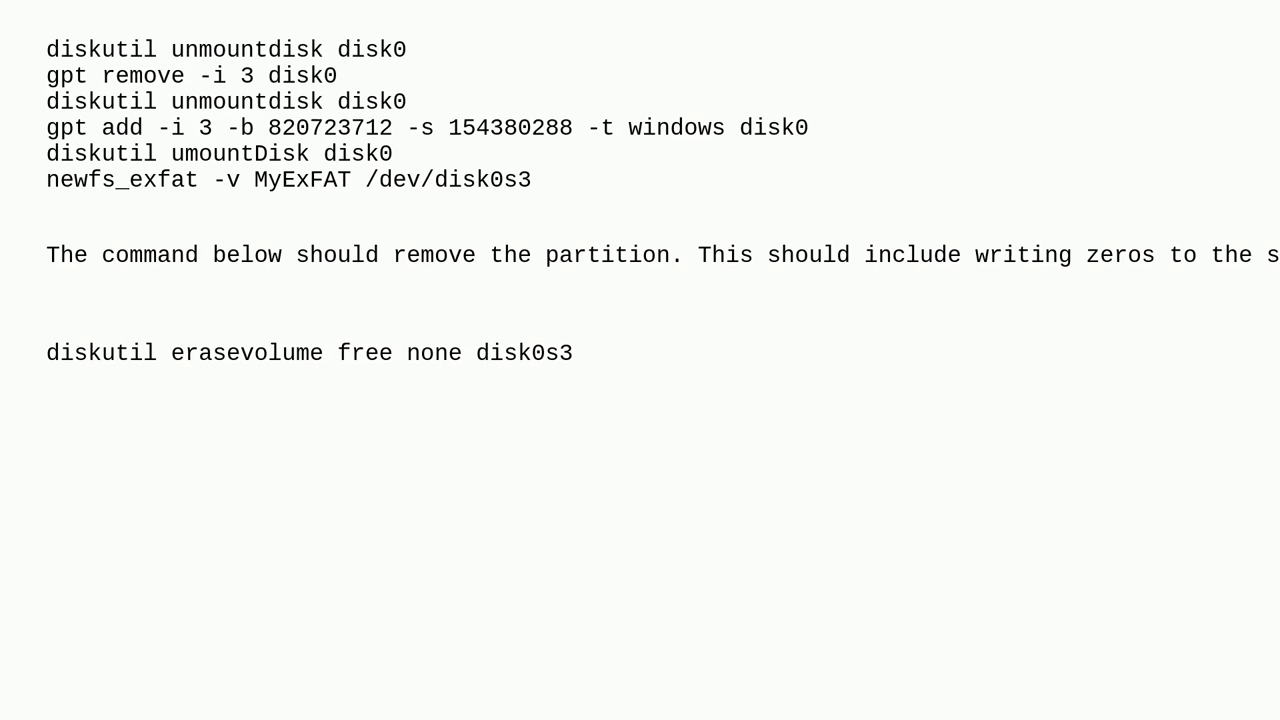 diskutil unmountdisk disk0
gpt remove -i 3 disk0
diskutil unmountdisk disk0
gpt add -i 3 -b 820723712 -s 154380288 -t windows disk0
diskutil umountDisk disk0
newfs_exfat -v MyExFAT /dev/disk0s3
The command below should remove the partition. This should include writing zeros to the s
diskutil erasevolume free none disk0s3